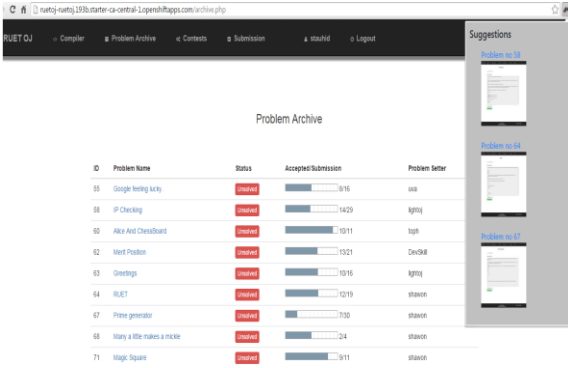 ruetoj-ruetoj.193b.starter-ca-central-1.openshiftapps.com/archive.php
RUET OJ
Compiler
Problem Archive
Contests
Submission
stauhid
Logout
Suggestions
Problem no-58
Problem no-64
Problem no-67
Problem Archive
ID Problem Name Status Accepted/Submission Problem Setter
55 Google feeling lucky Unsolved 9/16 uva
58 IP Checking Unsolved 14/29 lightoj
60 Alice And ChessBoard Unsolved 10/11 toph
62 Merit Position Unsolved 13/21 DevSkill
63 Greetings Unsolved 10/16 lightoj
64 RUET Unsolved 12/19 shawon
67 Prime generator Unsolved 7/30 shawon
68 Many a little makes a mickle Unsolved 2/4 shawon
71 Magic Square Unsolved 9/11 shawon